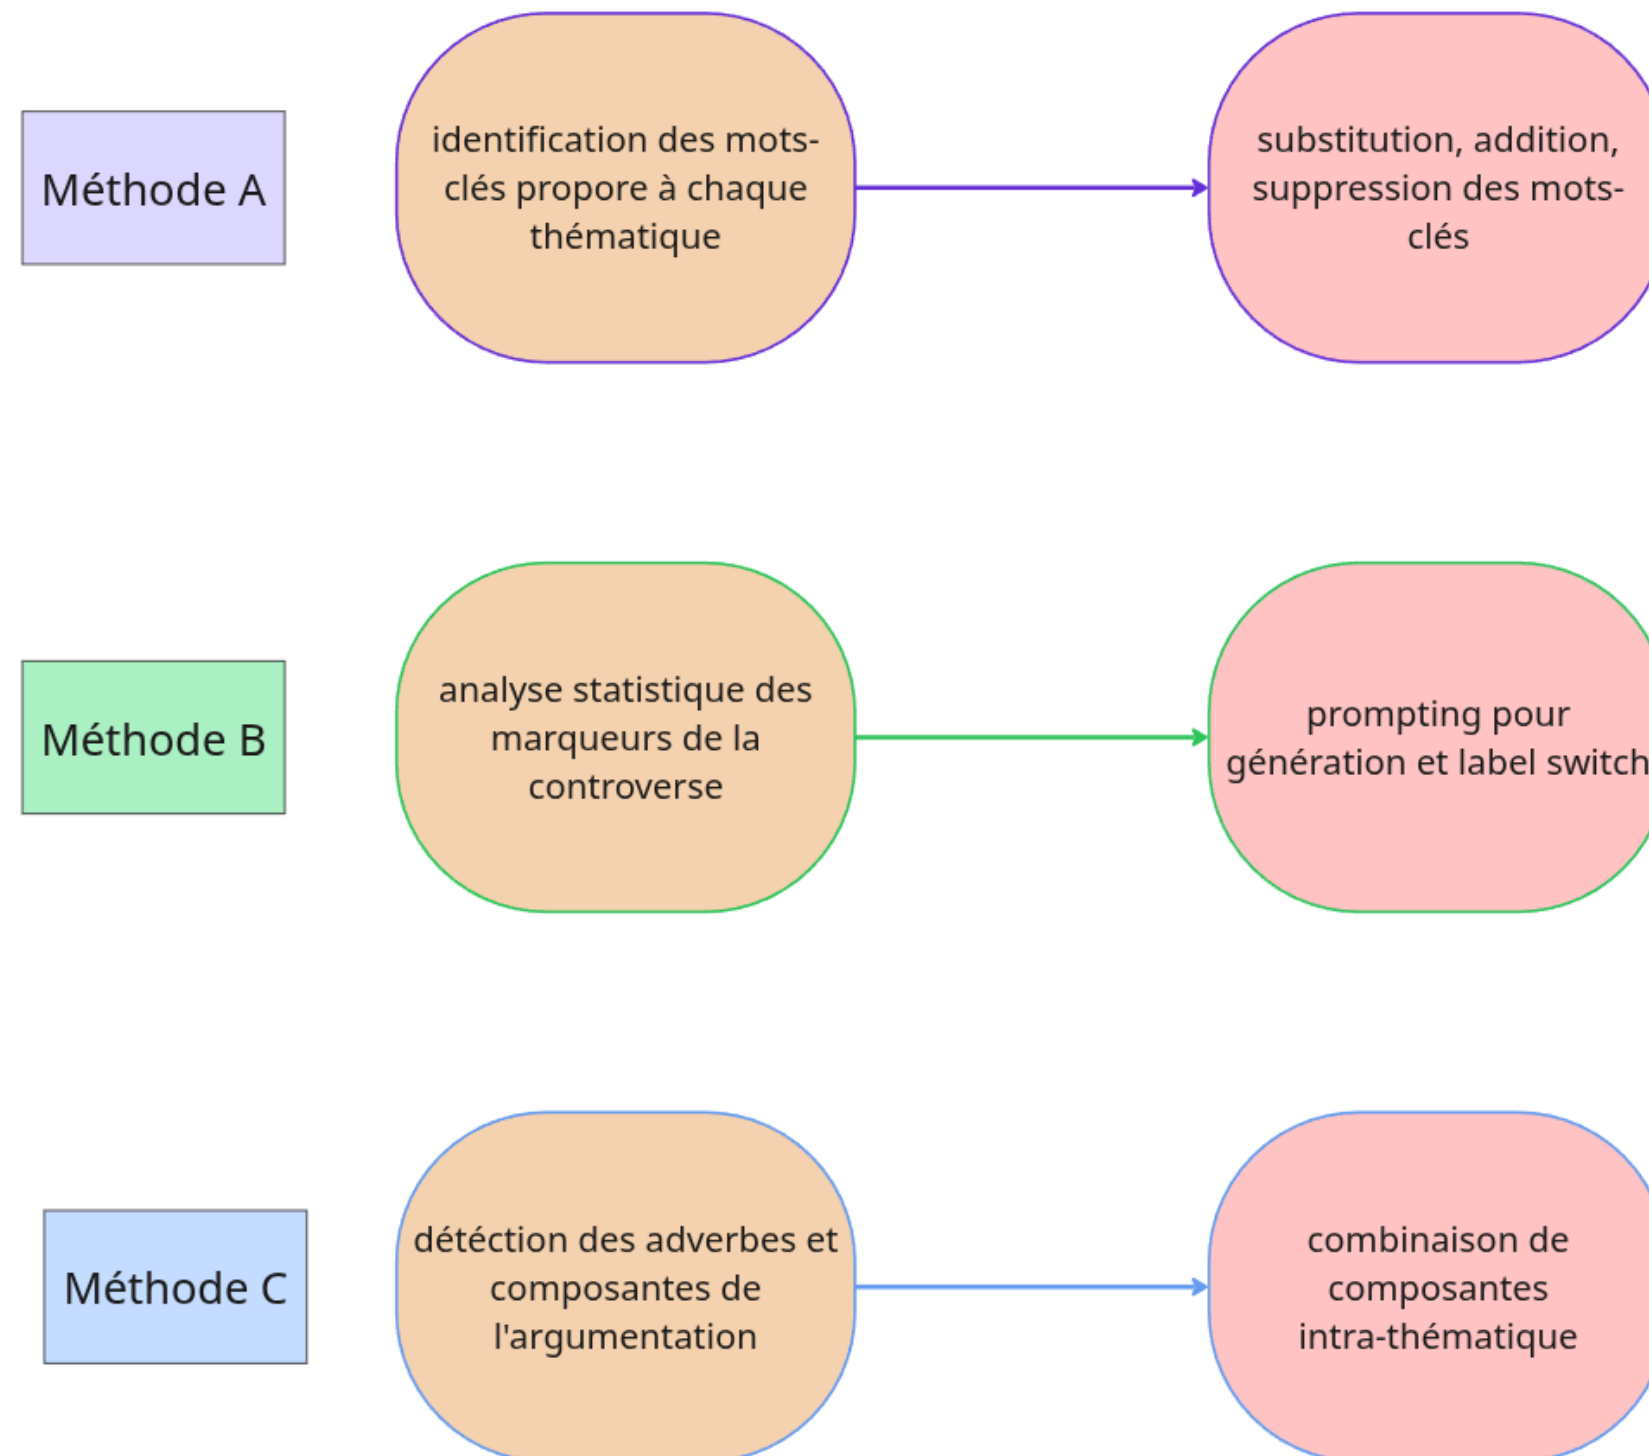 Méthode A
identification des mots-
clés propore à chaque
thématique
substitution, addition,
suppression des mots-
clés
Méthode B
analyse statistique des
marqueurs de la
controverse
prompting pour
génération et label switch
Méthode C
détéction des adverbes et
composantes de
l'argumentation
combinaison de
composantes
intra-thématique